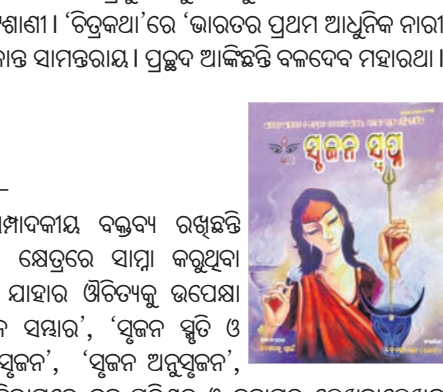 ଶାଣୀ । ‘ଚିତ୍ରକଥା’ରେ ‘ଭାରତର ପ୍ରଥମ ଆଧୁନିକ ନାରୀ
ସାମନ୍ତରାୟ । ପ୍ରଚ୍ଛଦ ଆଙ୍କିଛନ୍ତି ବଳଦେବ ମହାରଥା ।
ସୃଜନ ସ୍ୱପ୍ନ
ବକ୍ତବ୍ୟ ରଖିଛନ୍ତି
କ୍ଷେତ୍ରରେ ସାମ୍ନା କରୁଥିବା
ଯାହାର ଔଚିତ୍ୟକୁ ଉପେକ୍ଷା
ସମ୍ଭାର’, ‘ସୃଜନ ସ୍ମୃତି ଓ
ସୃଜନ’, ‘ସୃଜନ ଅନୁସୃଜନ’,